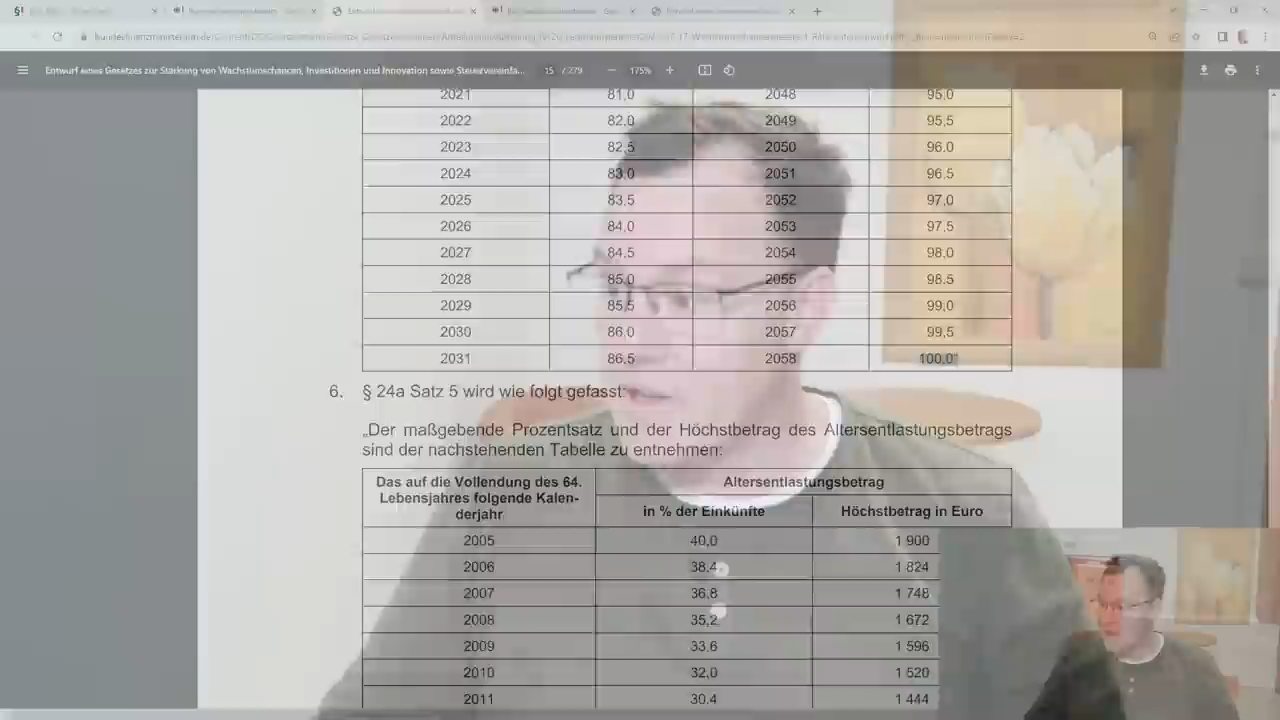 Entwurf eines Gesetzes zur Stärkung von Wachstumschancen, Investitionen und Innovation sowie Steuervereinfa... 15 / 279 175%
2021 81,0 2048 95,0
2022 82,0 2049 95,5
2023 82,5 2050 96,0
2024 83,0 2051 96,5
2025 83,5 2052 97,0
2026 84,0 2053 97,5
2027 84,5 2054 98,0
2028 85,0 2055 98,5
2029 85,5 2056 99,0
2030 86,0 2057 99,5
2031 86,5 2058 100,0“
6. § 24a Satz 5 wird wie folgt gefasst:
„Der maßgebende Prozentsatz und der Höchstbetrag des Altersentlastungsbetrags
sind der nachstehenden Tabelle zu entnehmen:
Das auf die Vollendung des 64.
Lebensjahres folgende Kalen-
derjahr
Altersentlastungsbetrag
in % der Einkünfte Höchstbetrag in Euro
2005 40,0 1 900
2006 38,4 1 824
2007 36,8 1 748
2008 35,2 1 672
2009 33,6 1 596
2010 32,0 1 520
2011 30,4 1 444